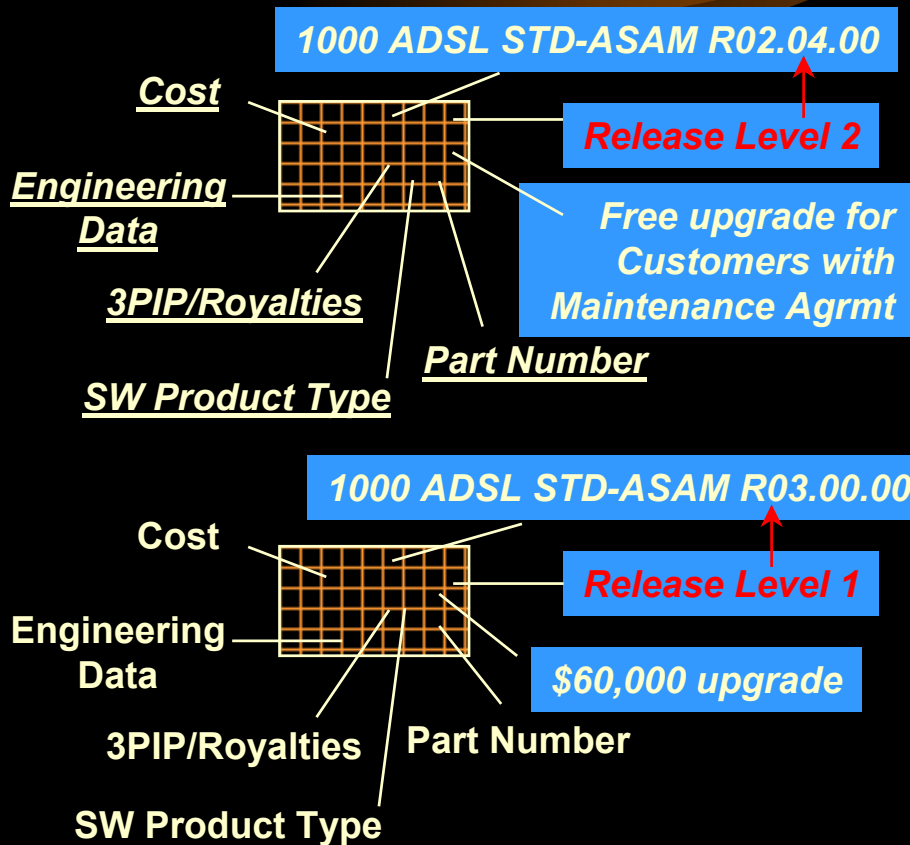 1000 ADSL STD-ASAM R02.04.00
Cost
Release Level 2
Engineering
Data
Free upgrade for
Customers with
Maintenance Agrmt
3PIP/Royalties
Part Number
SW Product Type
1000 ADSL STD-ASAM R03.00.00
Cost
Release Level 1
Engineering
Data
$60,000 upgrade
3PIP/Royalties
Part Number
SW Product Type